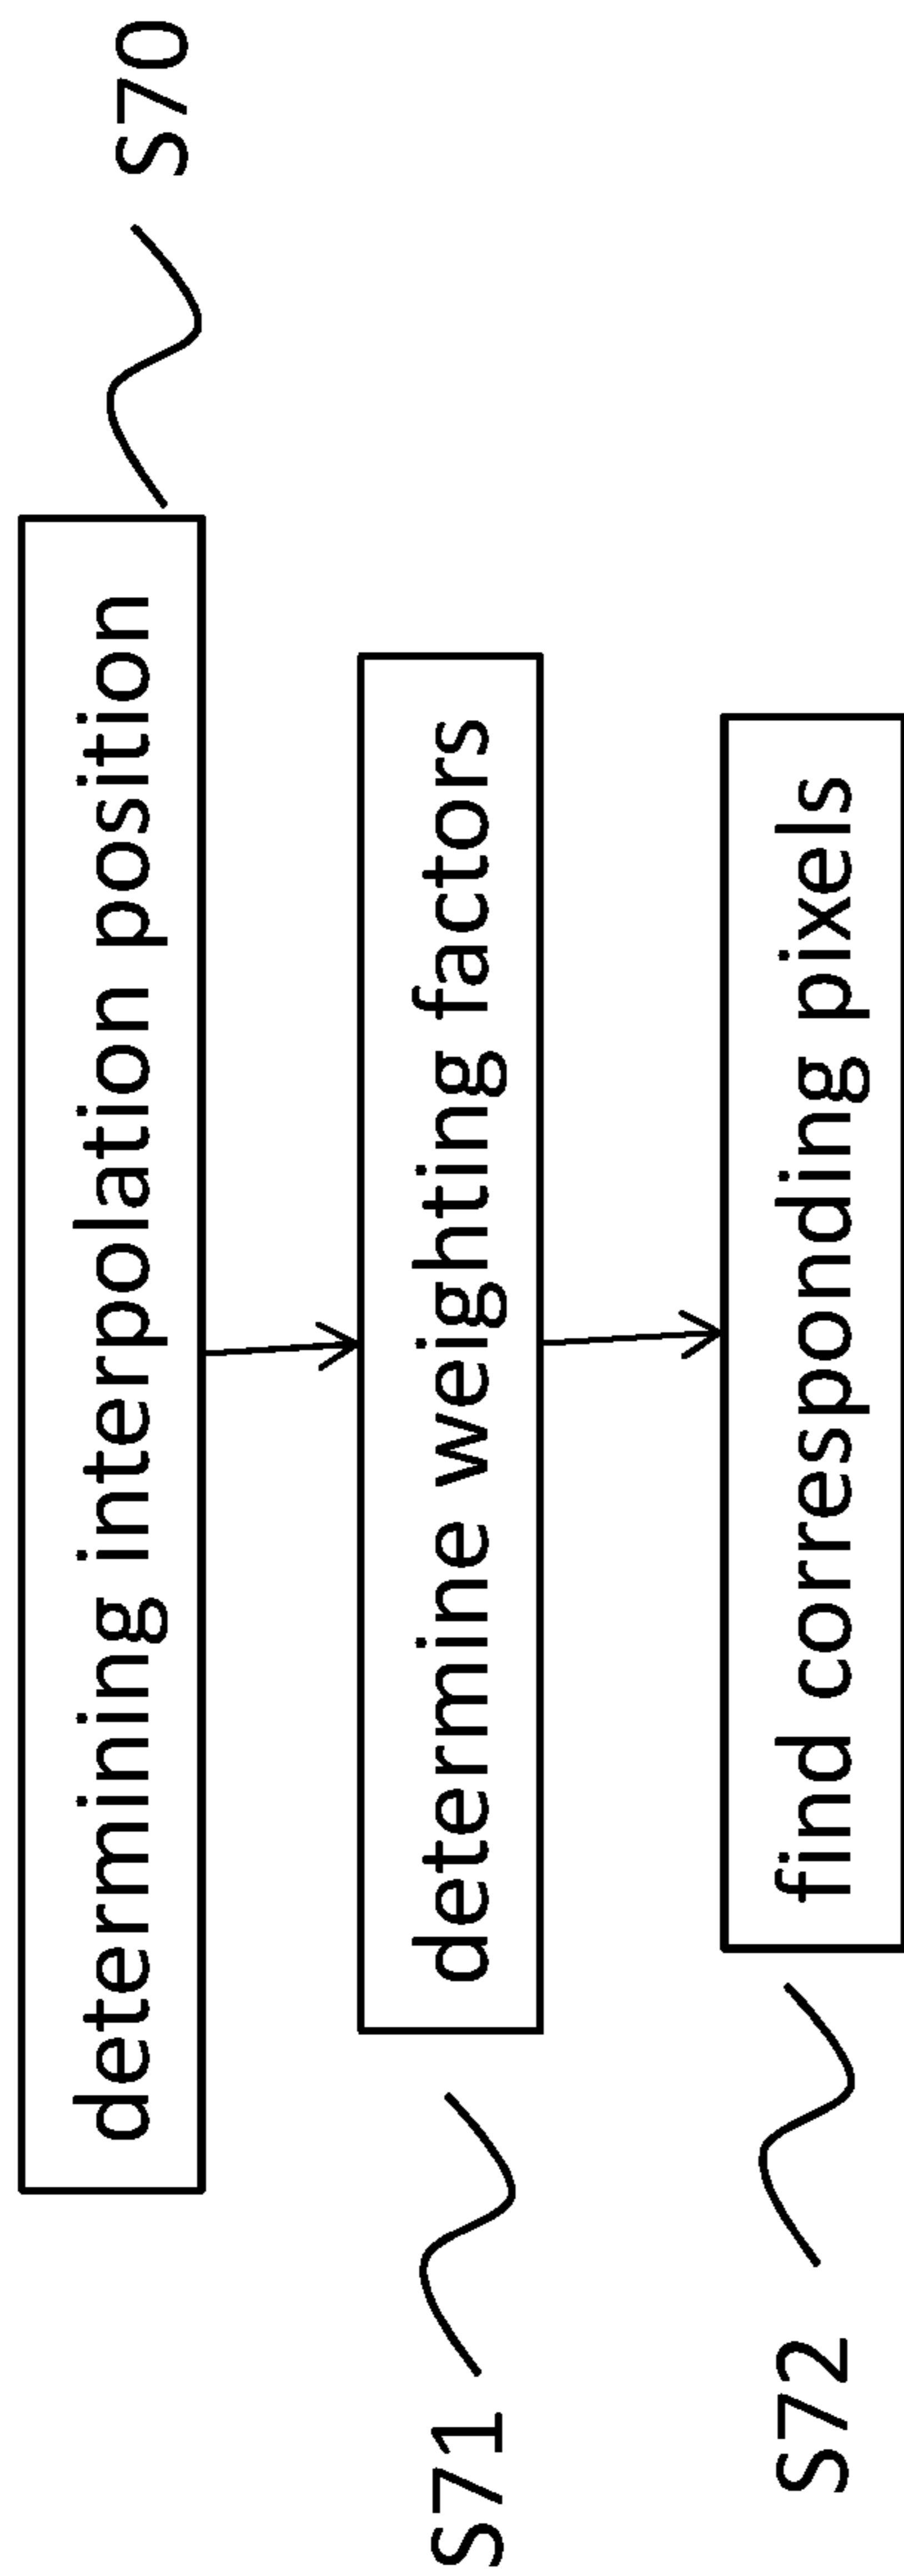 determining interpolation position
S70
S71
determine weighting factors
S72
find corresponding pixels